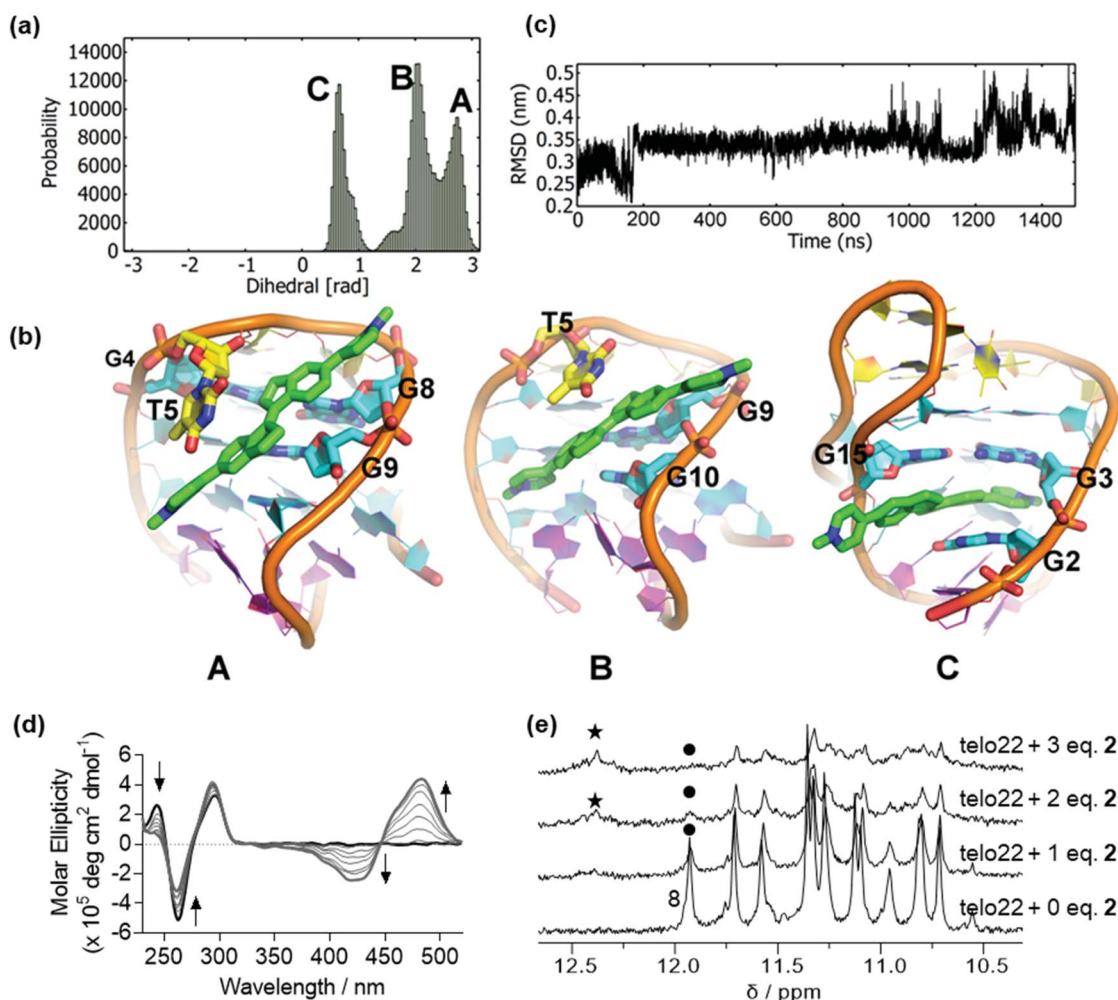 (a)
14000
12000
10000
8000
6000
4000
2000
0
Probability
C
B
A
-3 -2 -1 0 1 2 3
Dihedral [rad]
(c)
0.5
0.45
0.4
0.35
0.3
0.25
0.2
RMSD (nm)
0 200 400 600 800 1000 1200 1400
Time (ns)
(b)
G4
T5
G8
G9
A
T5
G9
G10
B
G15
G3
G2
C
(d)
6
4
2
0
-2
-4
-6
Molar Ellipticity
(x 10⁵ deg cm² dmol⁻¹)
250 300 350 400 450 500
Wavelength / nm
(e)
★ ● telo22 + 3 eq. 2
★ ● telo22 + 2 eq. 2
● telo22 + 1 eq. 2
8 telo22 + 0 eq. 2
12.5 12.0 11.5 11.0 10.5
δ / ppm